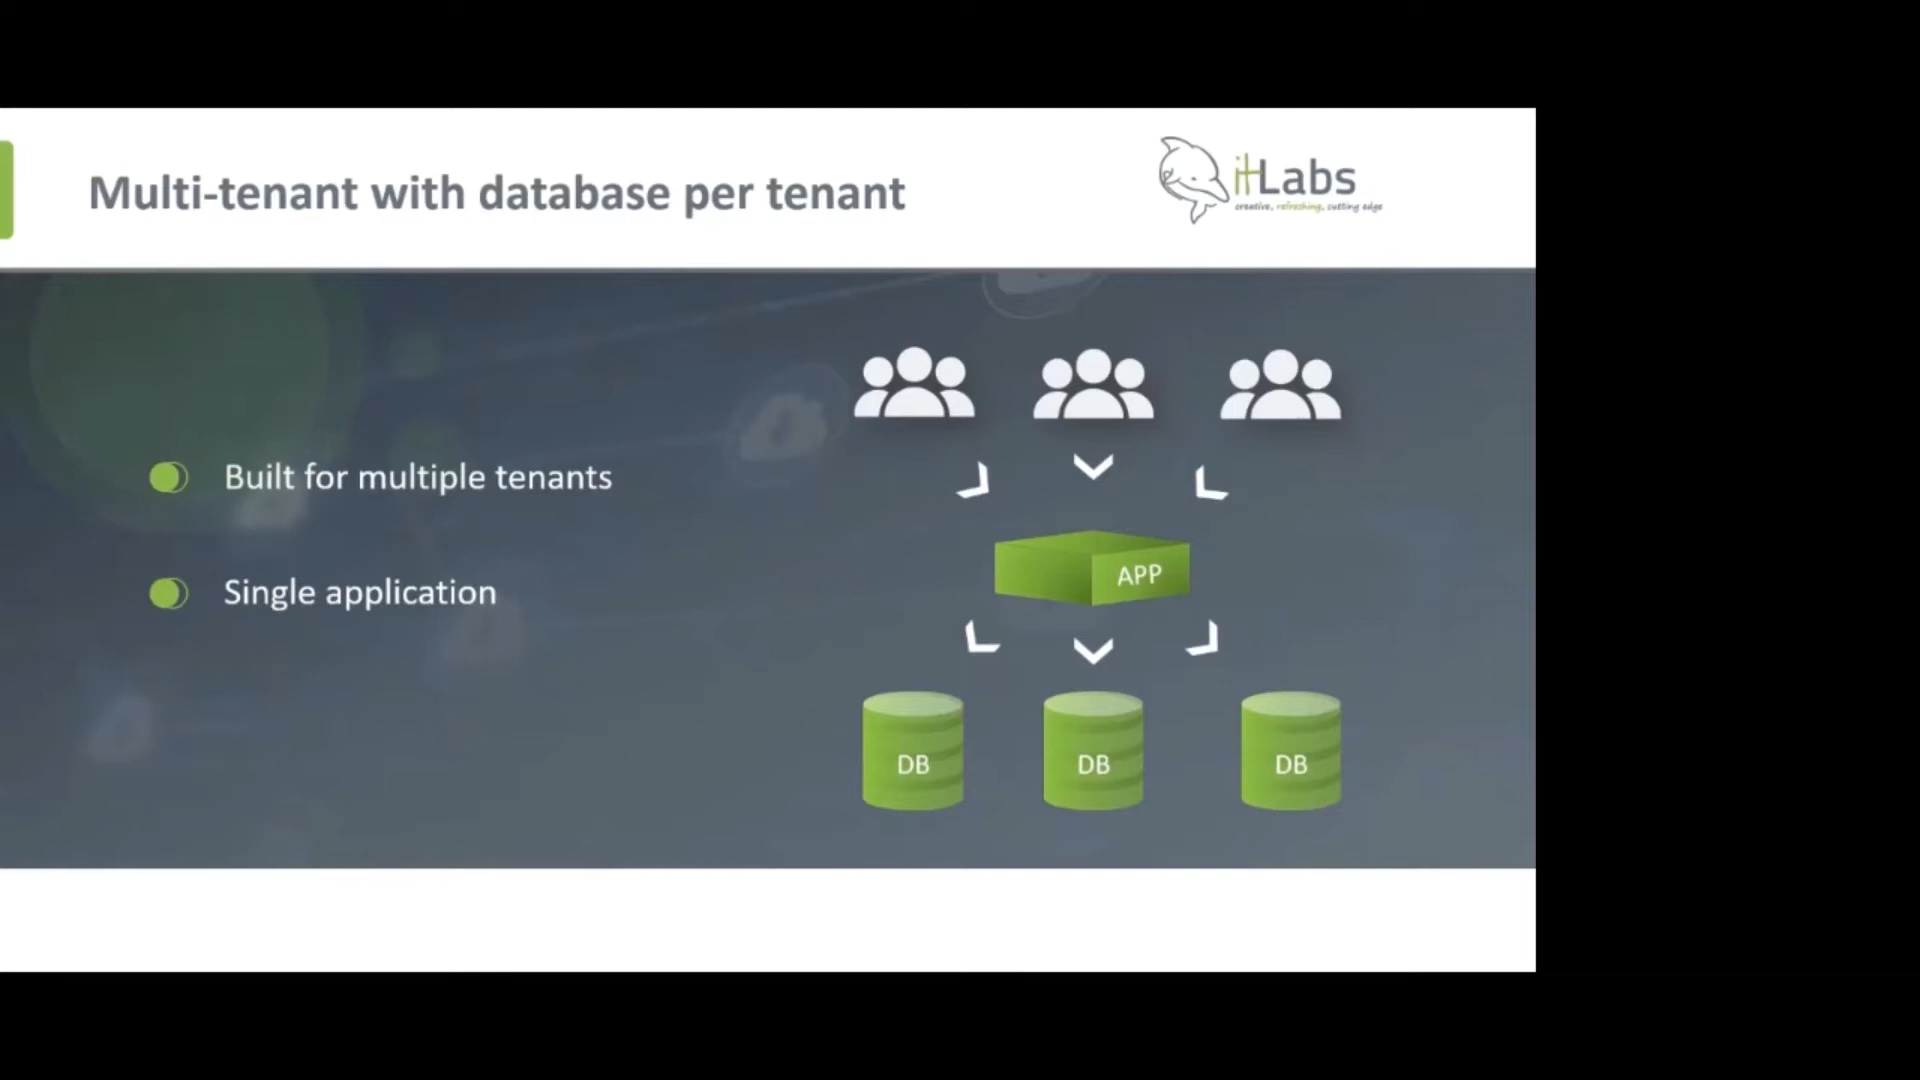 Multi-tenant with database per tenant
itLabs
creative, refreshing, cutting edge
Built for multiple tenants
Single application
APP
DB
DB
DB